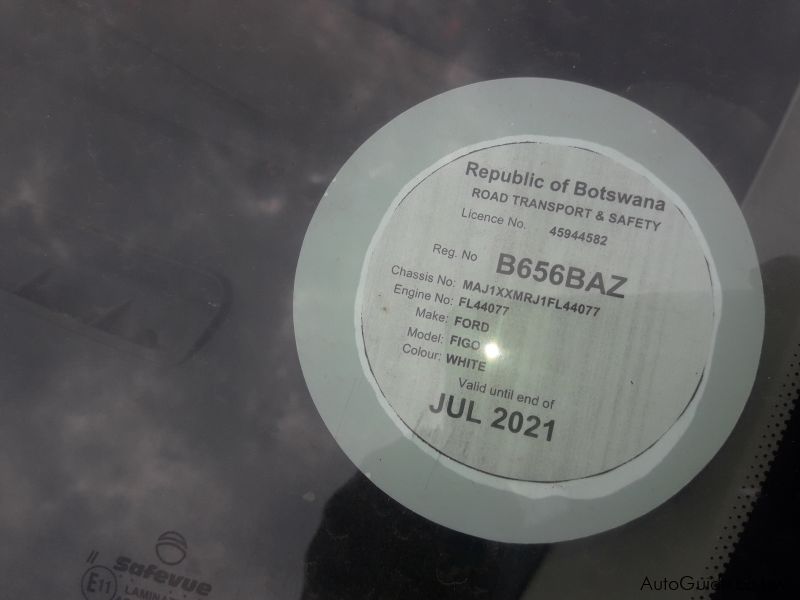 Republic of Botswana
ROAD TRANSPORT & SAFETY
Licence No. 45944582
Reg. No B656BAZ
Chassis No: MAJ1XXMRJ1FL44077
Engine No: FL44077
Make: FORD
Model: FIGO
Colour: WHITE
Valid until end of
JUL 2021
Safevue
E11